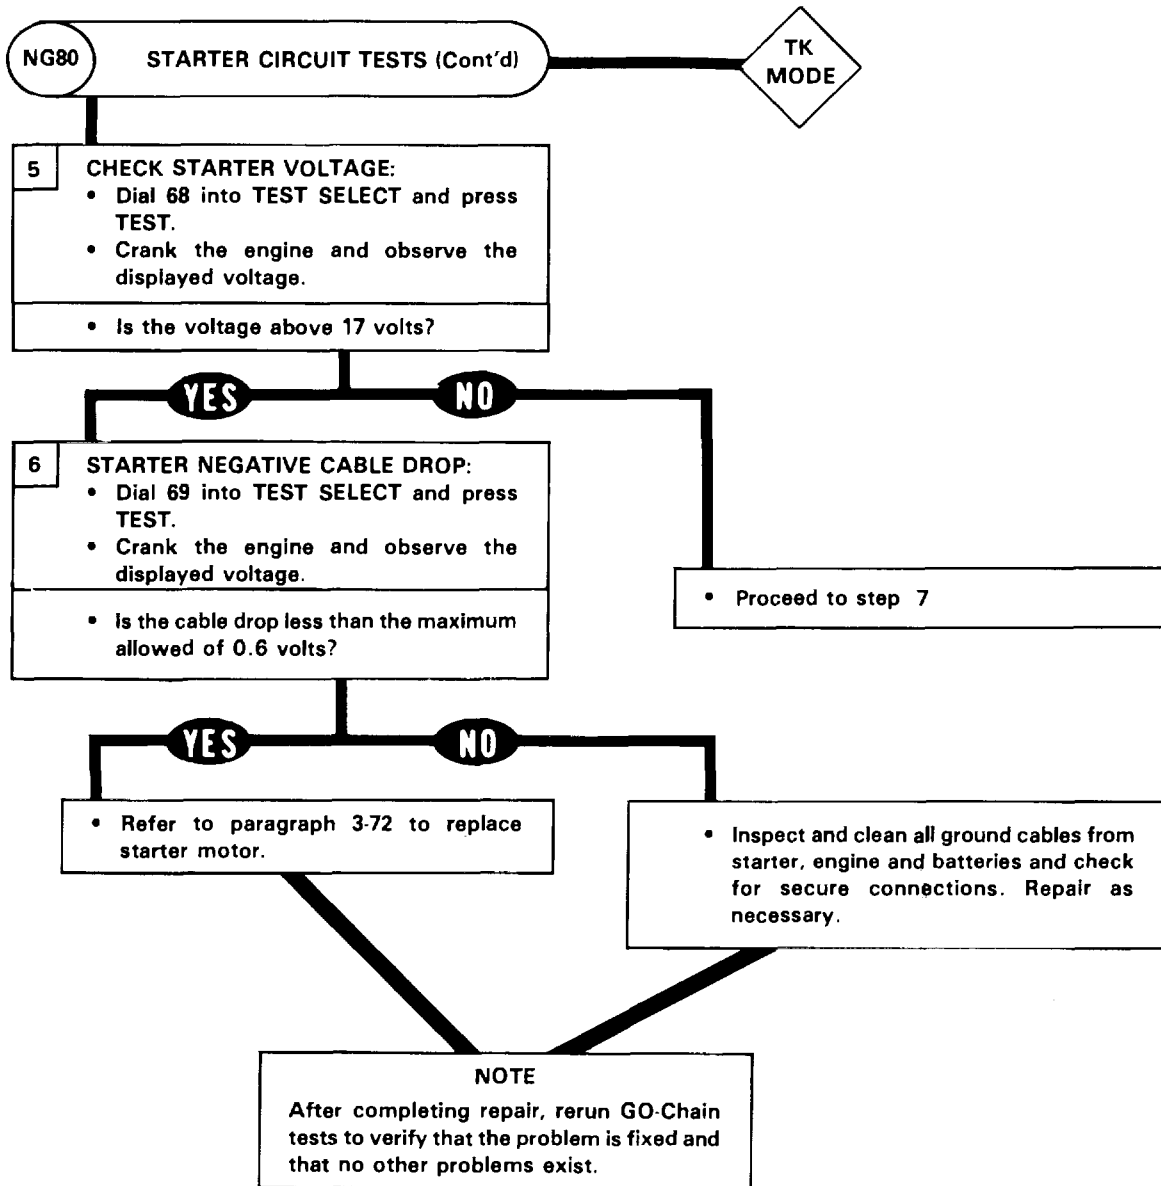 NG80
STARTER CIRCUIT TESTS (Cont'd)
TK
MODE
5
CHECK STARTER VOLTAGE:
• Dial 68 into TEST SELECT and press
TEST.
• Crank the engine and observe the
displayed voltage.
• Is the voltage above 17 volts?
YES
NO
6
STARTER NEGATIVE CABLE DROP:
• Dial 69 into TEST SELECT and press
TEST.
• Crank the engine and observe the
displayed voltage.
• Is the cable drop less than the maximum
allowed of 0.6 volts?
• Proceed to step 7
YES
NO
• Refer to paragraph 3-72 to replace
starter motor.
• Inspect and clean all ground cables from
starter, engine and batteries and check
for secure connections. Repair as
necessary.
NOTE
After completing repair, rerun GO-Chain
tests to verify that the problem is fixed and
that no other problems exist.